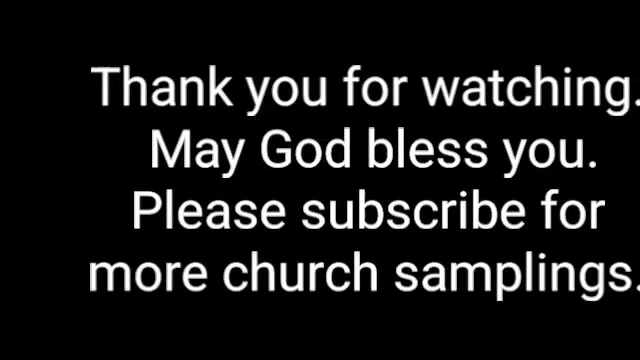 Thank you for watching.
May God bless you.
Please subscribe for
more church samplings.